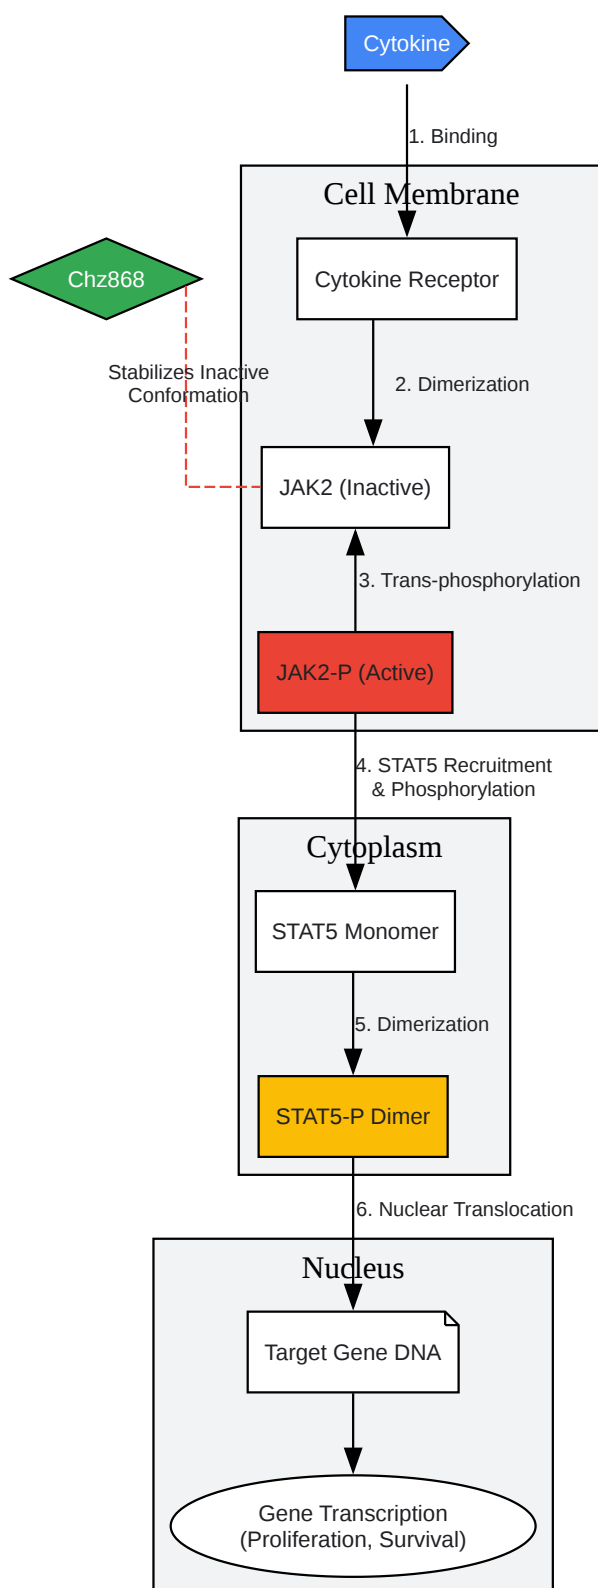 Cytokine
1. Binding
Cell Membrane
Chz868
Cytokine Receptor
Stabilizes Inactive
Conformation
2. Dimerization
JAK2 (Inactive)
3. Trans-phosphorylation
JAK2-P (Active)
4. STAT5 Recruitment
& Phosphorylation
Cytoplasm
STAT5 Monomer
5. Dimerization
STAT5-P Dimer
6. Nuclear Translocation
Nucleus
Target Gene DNA
Gene Transcription
(Proliferation, Survival)